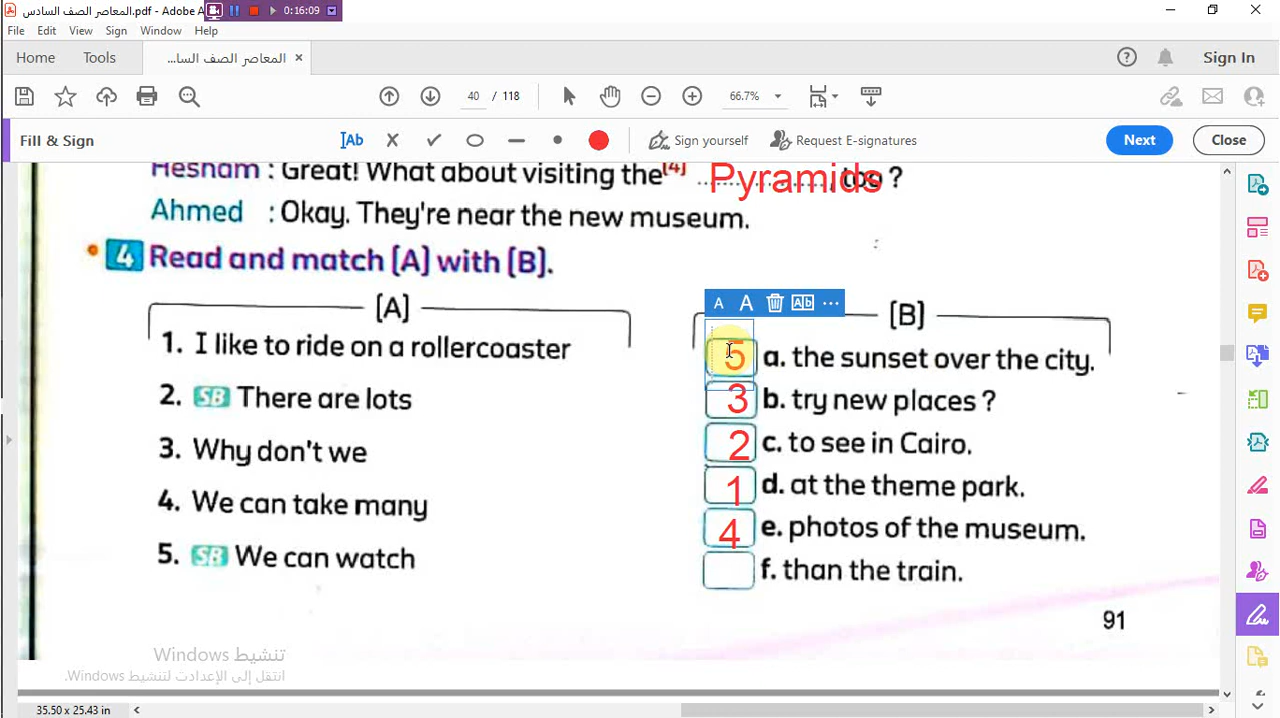 المعاصر الصف السادس.pdf - Adobe A
0:16:09
File Edit View Sign Window Help
Home Tools المعاصر الصف السا... × Sign In
40 / 118 66.7%
Fill & Sign Ab Sign yourself Request E-signatures Next Close
Hesham : Great! What about visiting the [4] Pyramids, too ?
Ahmed : Okay. They're near the new museum.
4 Read and match [A] with [B].
A A Ab ...
[A] [B]
1. I like to ride on a rollercoaster
5 a. the sunset over the city.
2. SB There are lots
3 b. try new places ?
3. Why don't we
2 c. to see in Cairo.
4. We can take many
1 d. at the theme park.
4 e. photos of the museum.
5. SB We can watch
f. than the train.
91
تنشيط Windows
انتقل إلى الإعدادات لتنشيط Windows.
35.50 x 25.43 in